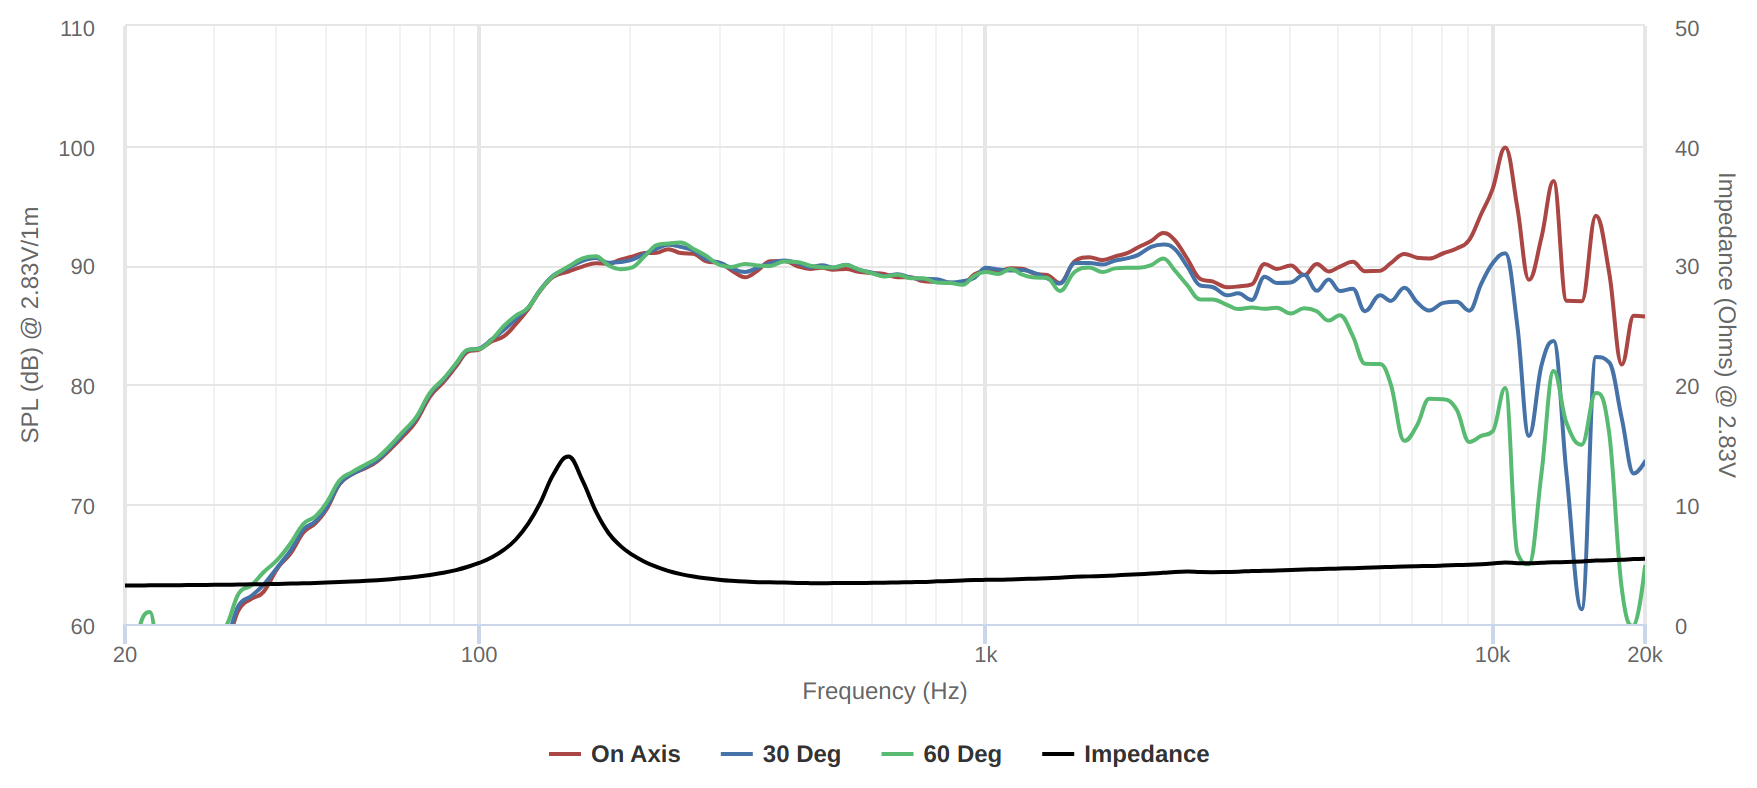 110
100
90
80
70
60
SPL (dB) @ 2.83V/1m
50
40
30
20
10
0
Impedance (Ohms) @ 2.83V
20
100
1k
10k
20k
Frequency (Hz)
On Axis
30 Deg
60 Deg
Impedance